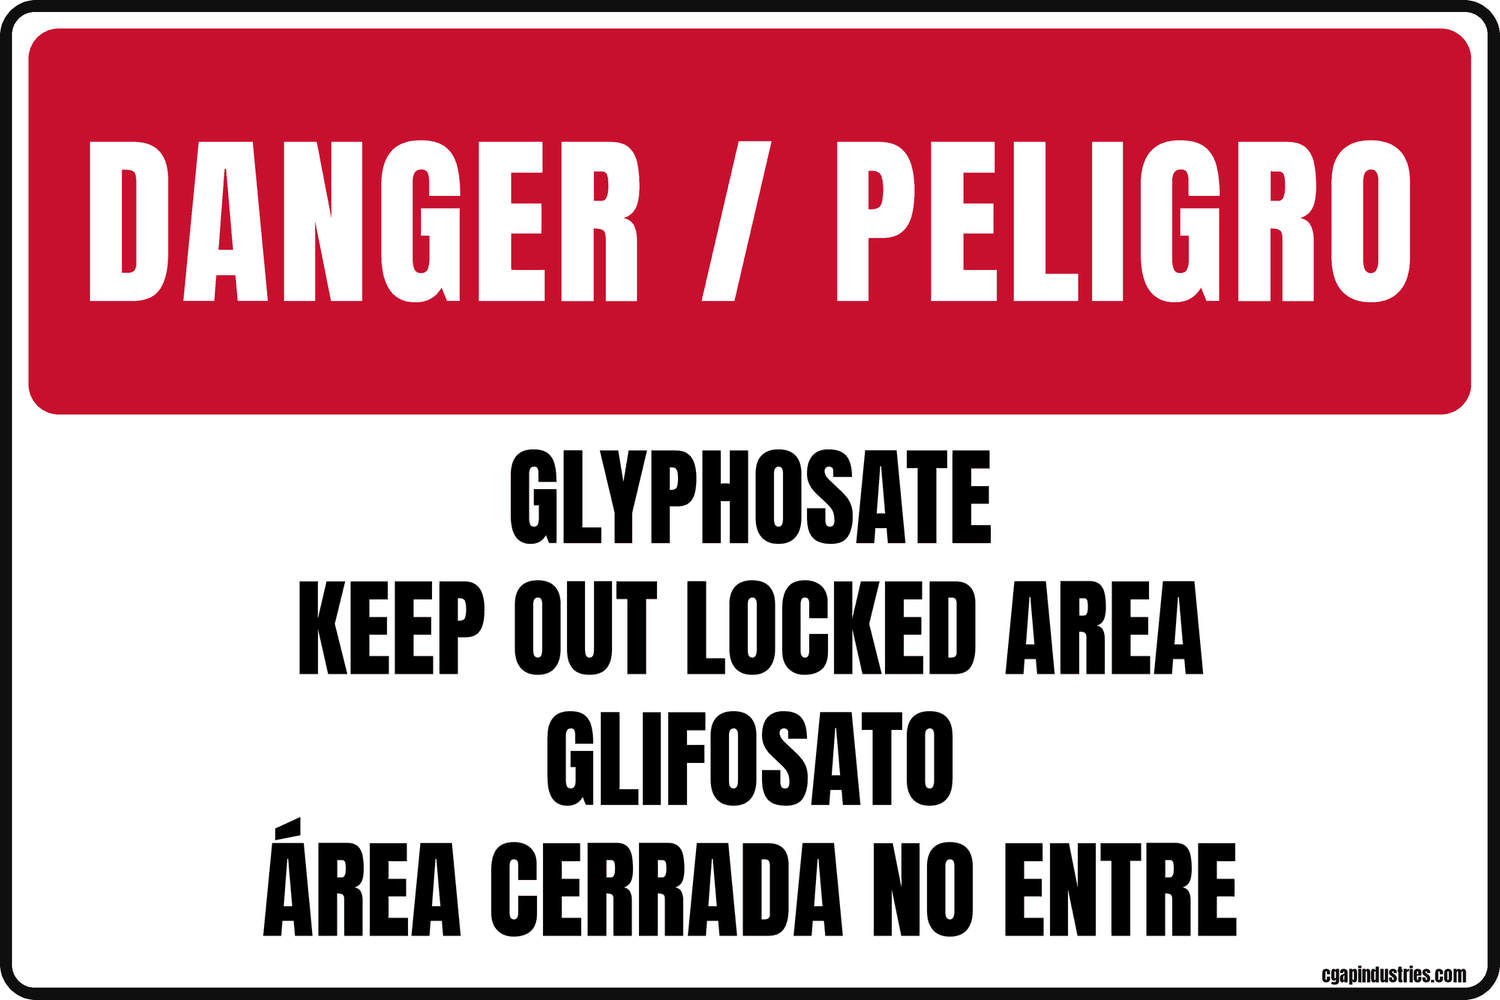 DANGER / PELIGRO
GLYPHOSATE
KEEP OUT LOCKED AREA
GLIFOSATO
ÁREA CERRADA NO ENTRE
cgapindustries.com